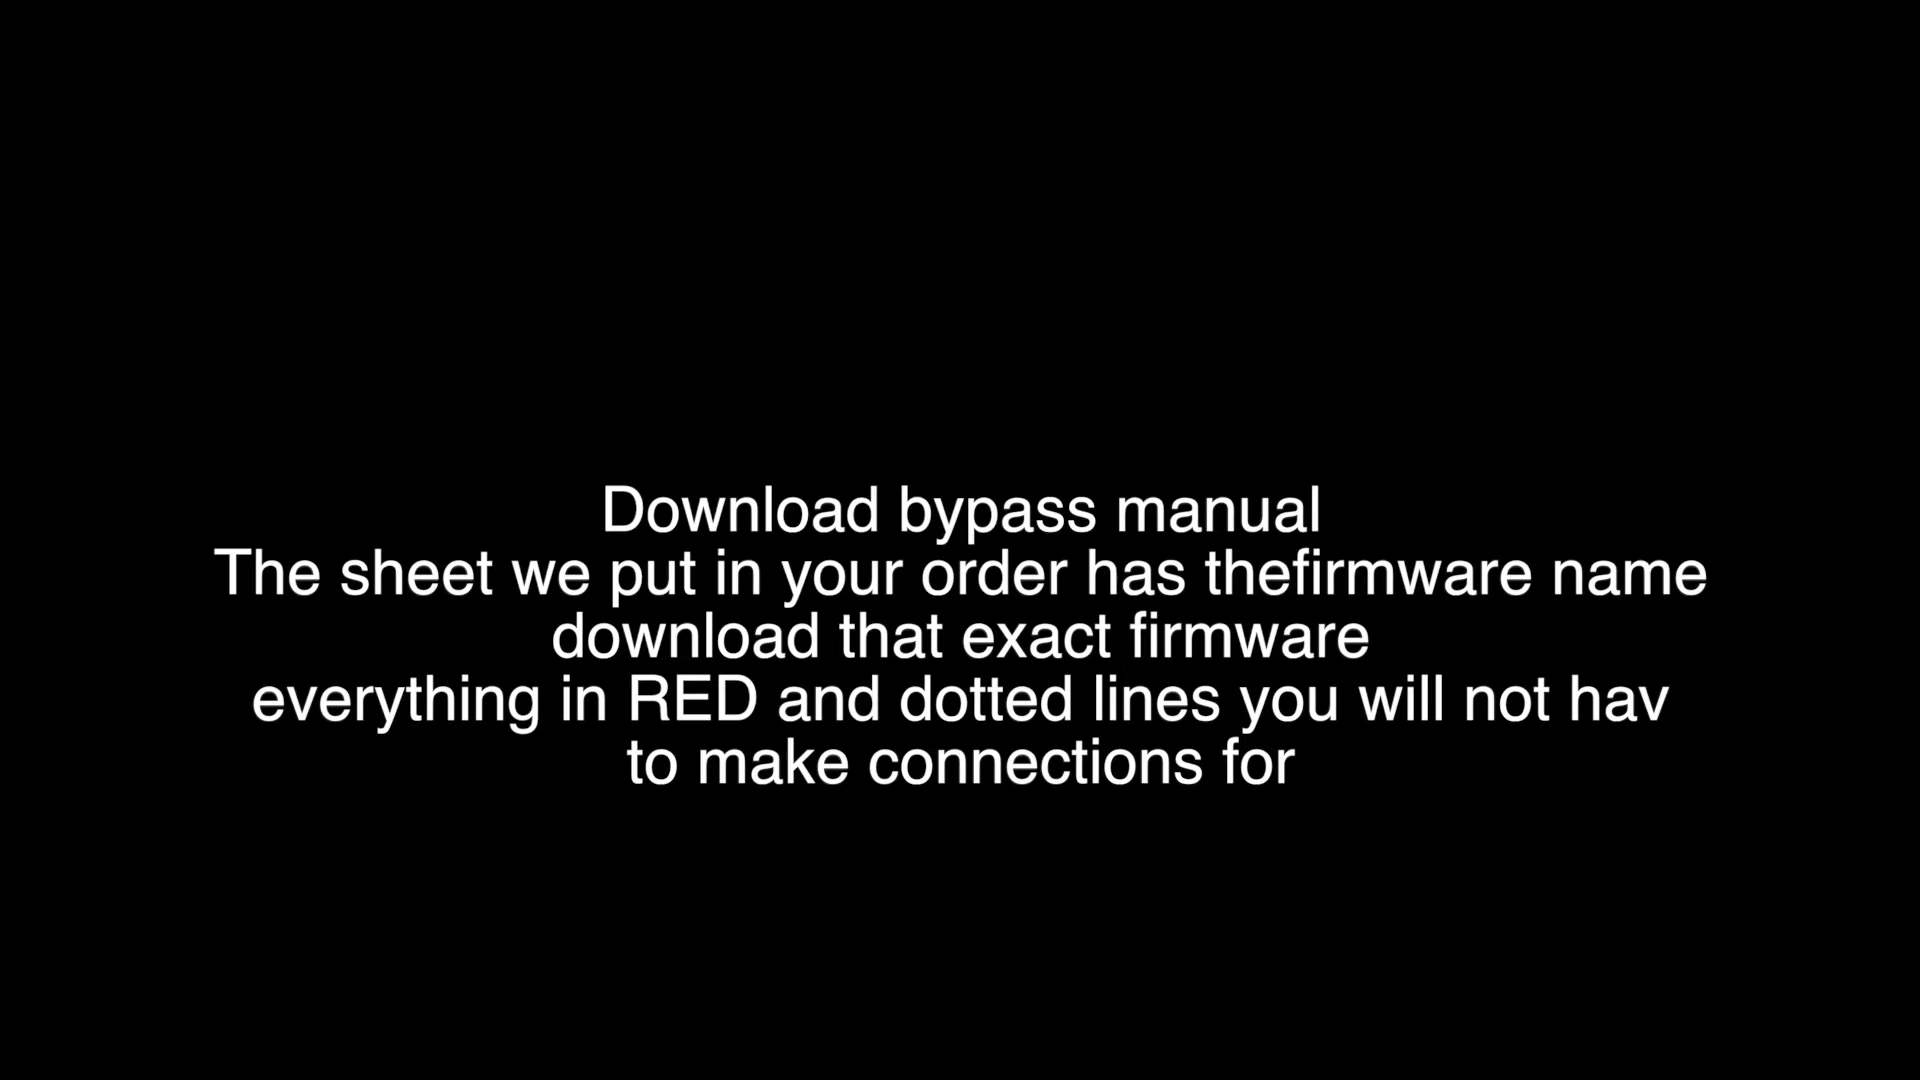 Download bypass manual
The sheet we put in your order has thefirmware name
download that exact firmware
everything in RED and dotted lines you will not hav
to make connections for